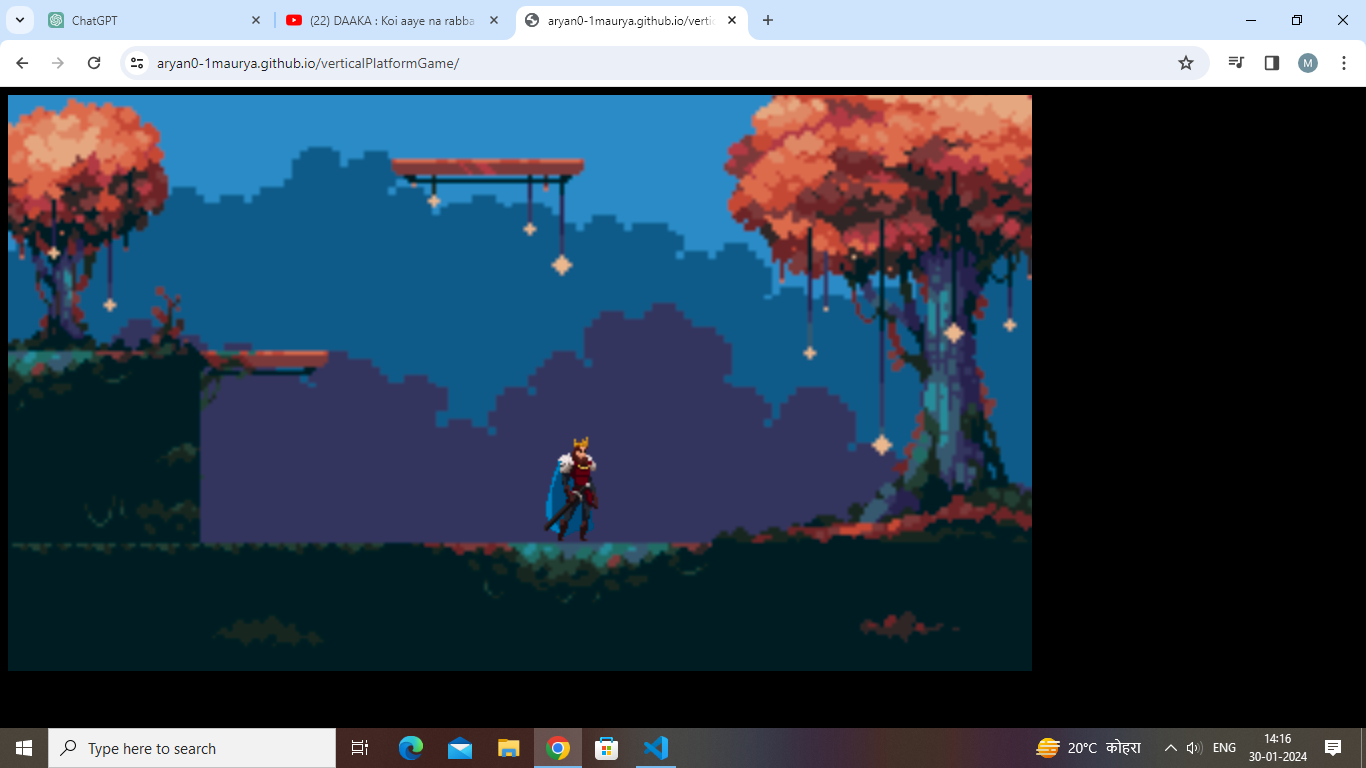 ChatGPT
(22) DAAKA : Koi aaye na rabba
aryan0-1maurya.github.io/vertic
aryan0-1maurya.github.io/verticalPlatformGame/
M
Type here to search
20°C कोहरा
ENG
14:16
30-01-2024